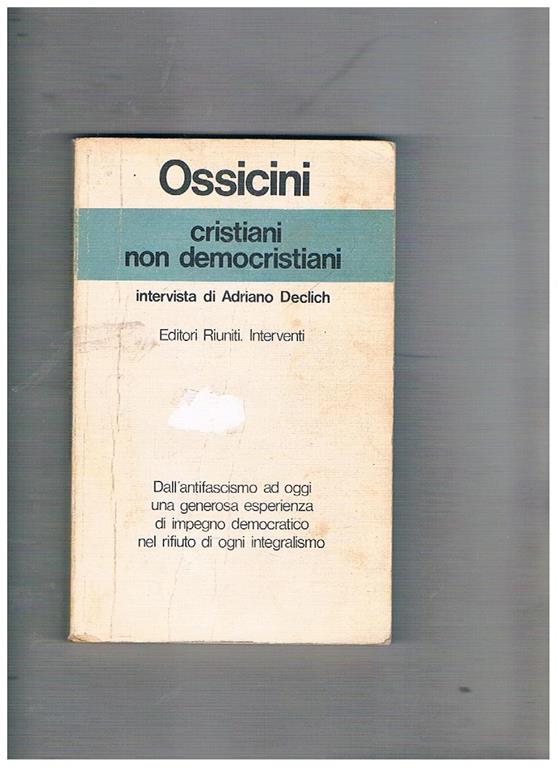 Ossicini
cristiani
non democristiani
intervista di Adriano Declich
Editori Riuniti. Interventi
Dall'antifascismo ad oggi
una generosa esperienza
di impegno democratico
nel rifiuto di ogni integralismo